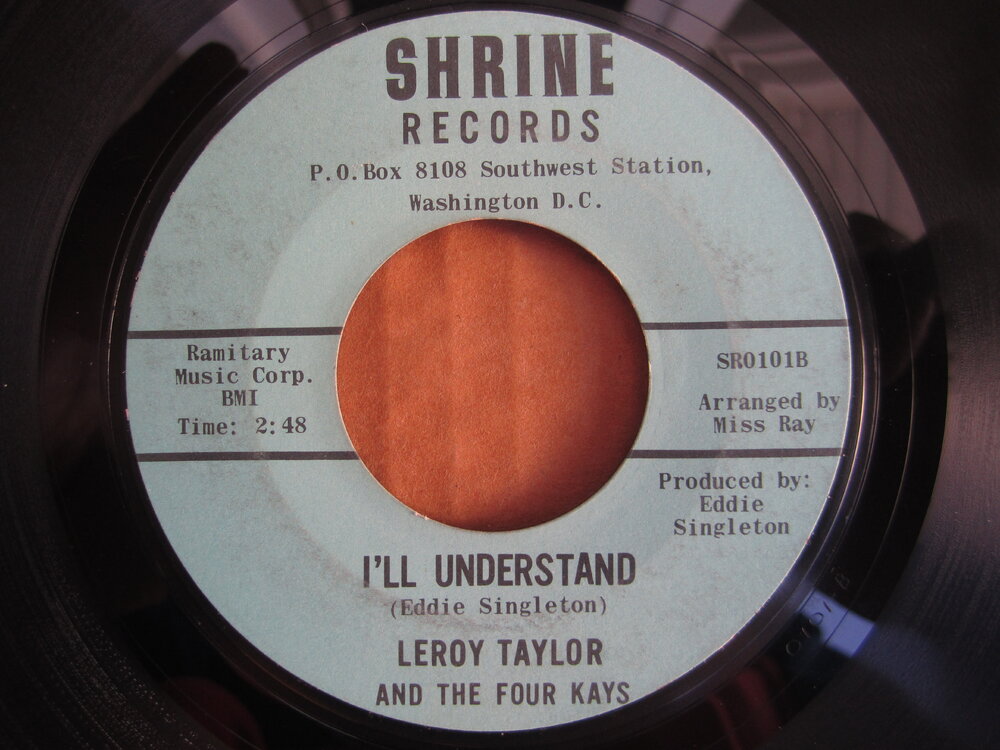 SHRINE
RECORDS
P.O.Box 8108 Southwest Station,
Washington D.C.
Ramitary
Music Corp.
BMI
Time: 2:48
SR0101B
Arranged by
Miss Ray
Produced by:
Eddie
Singleton
I'LL UNDERSTAND
(Eddie Singleton)
LEROY TAYLOR
AND THE FOUR KAYS